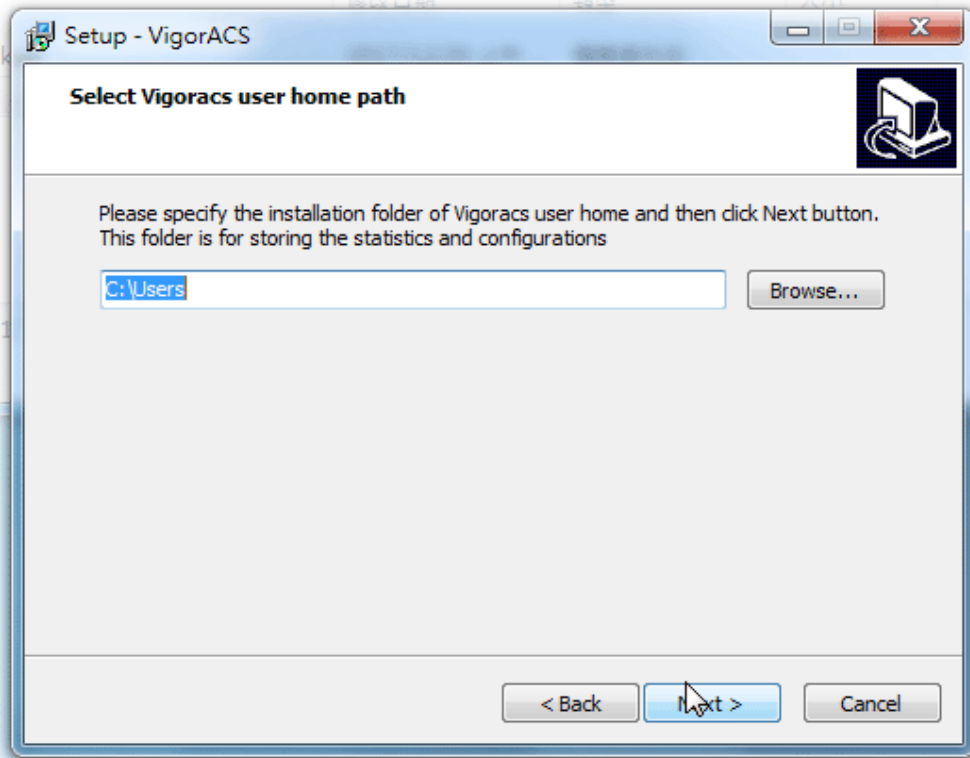 Setup - VigorACS
Select Vigoracs user home path
Please specify the installation folder of Vigoracs user home and then click Next button.
This folder is for storing the statistics and configurations
C:\Users
Browse...
< Back
Next >
Cancel